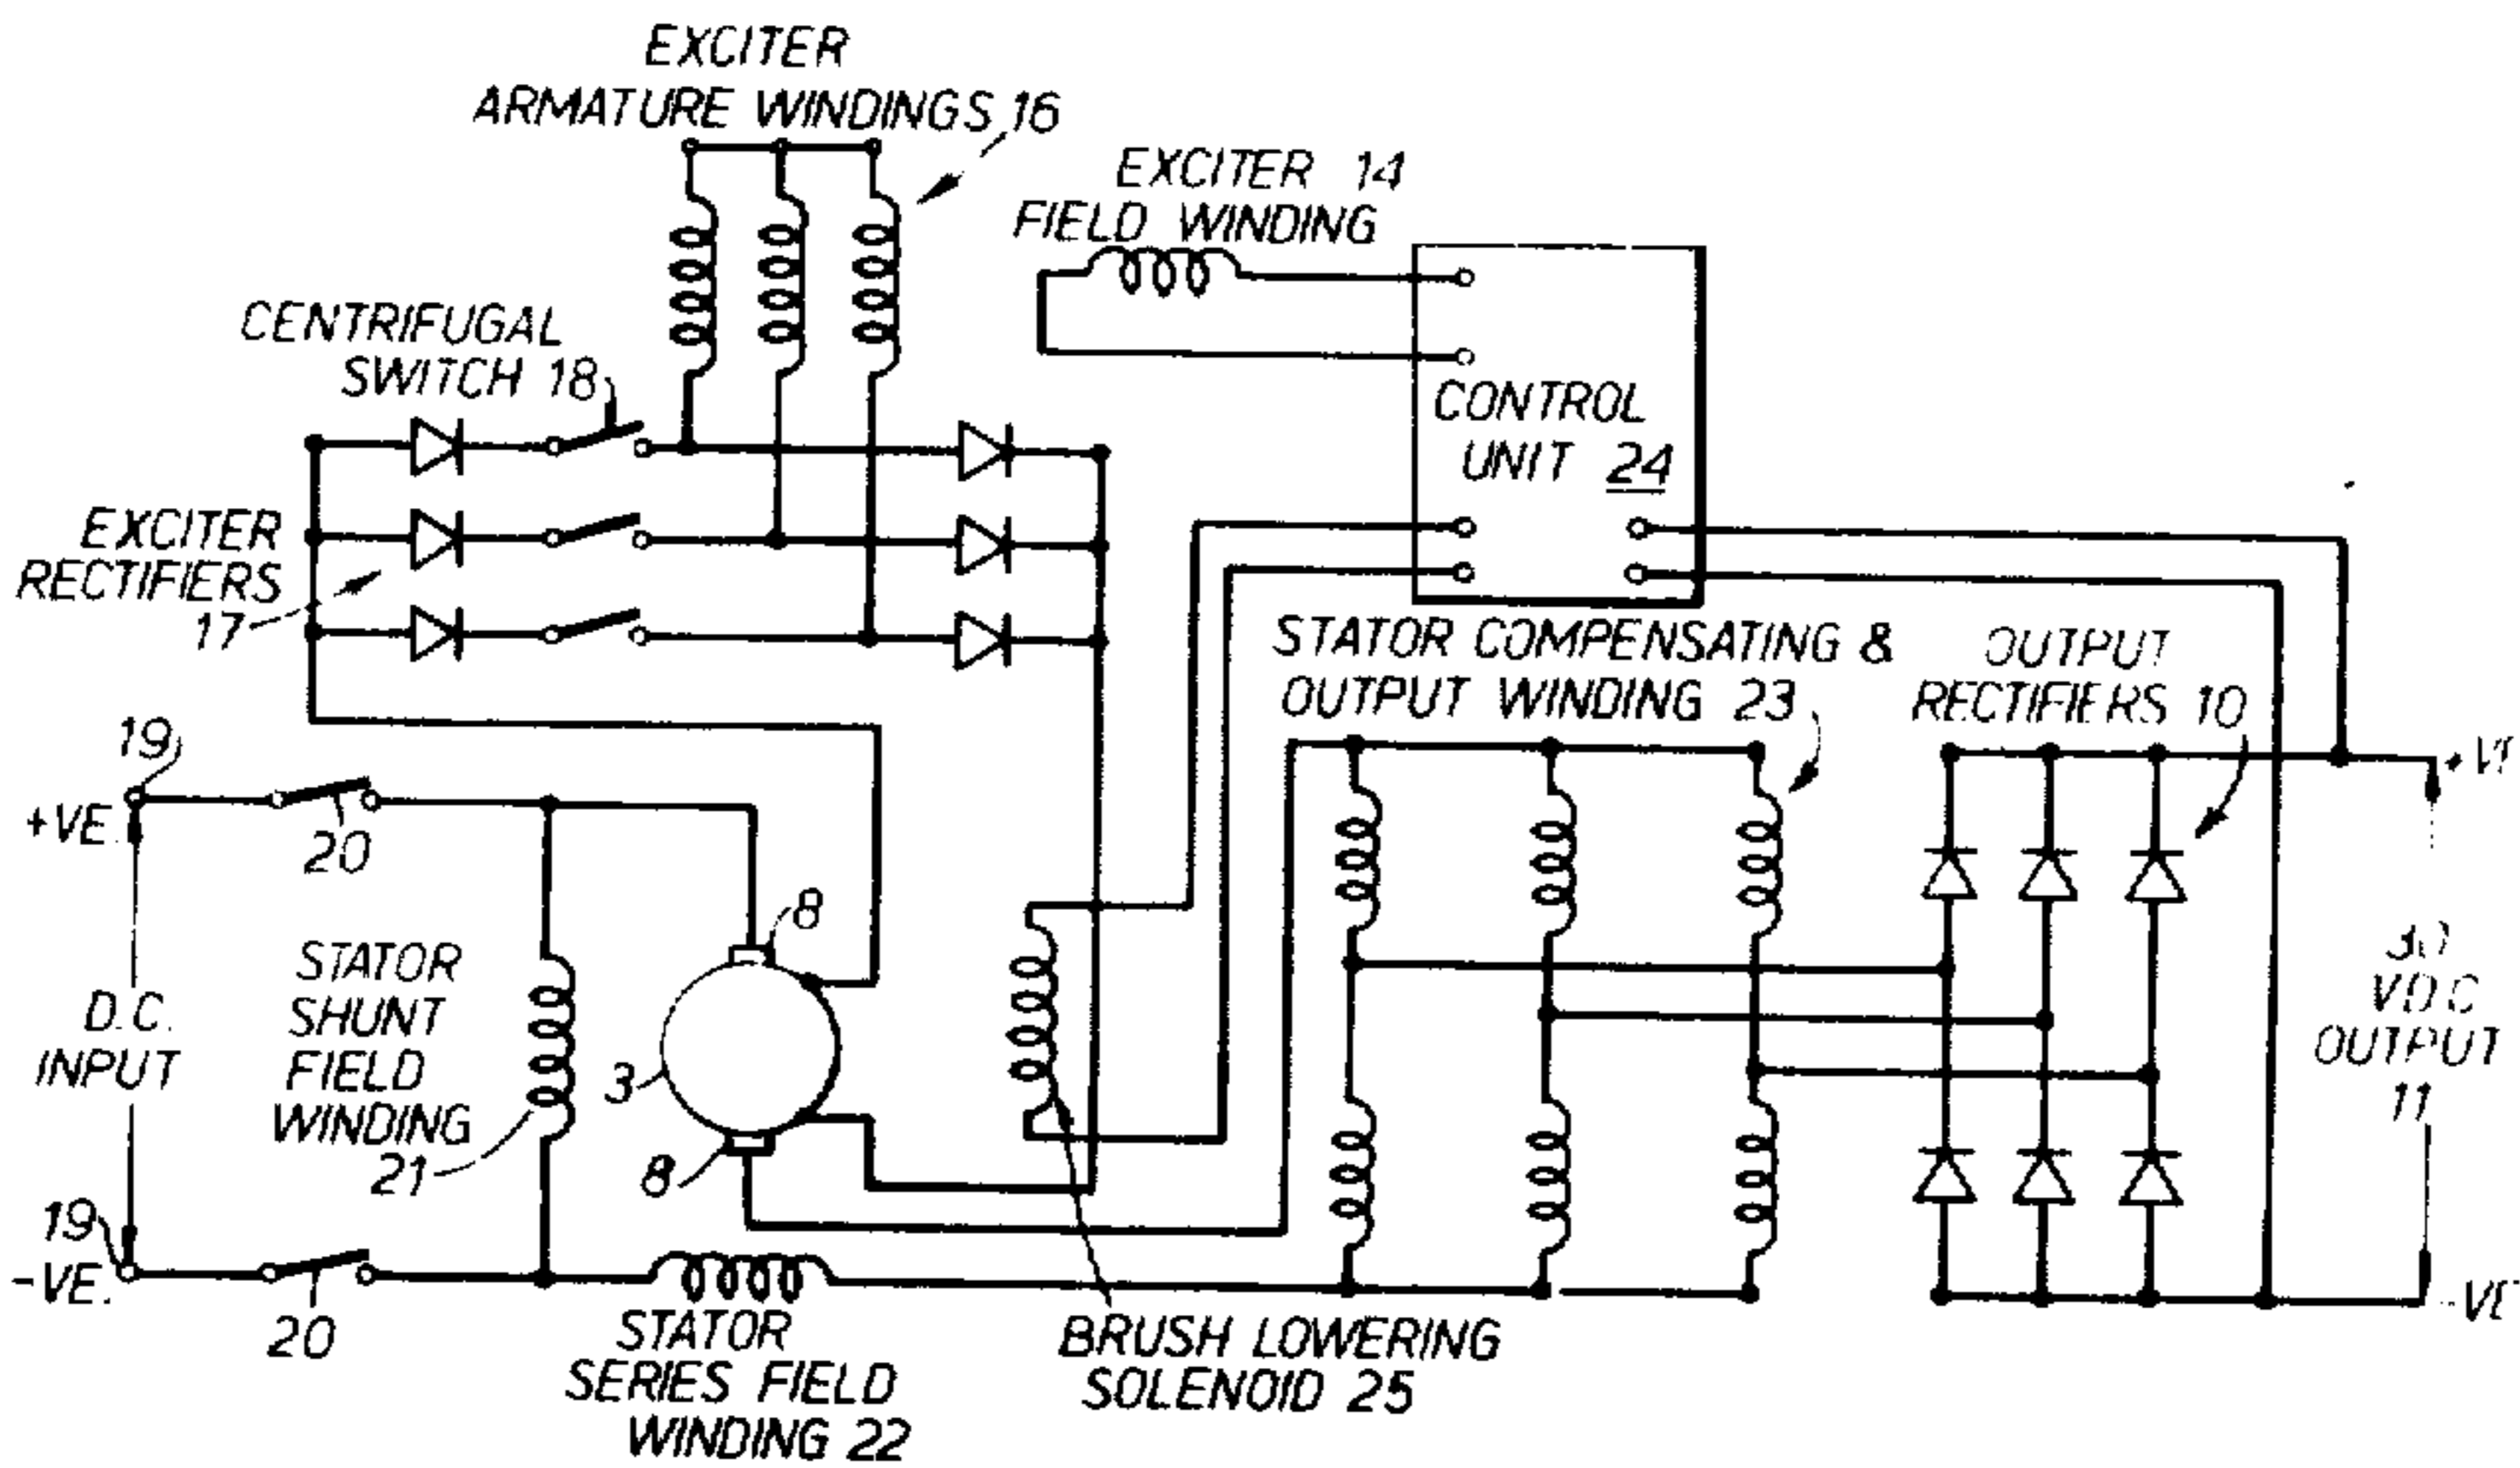 EXCITER
ARMATURE WINDINGS 16
EXCITER 14
FIELD WINDING
CENTRIFUGAL
SWITCH 18
CONTROL
UNIT 24
EXCITER
RECTIFIERS
17
STATOR COMPENSATING &
OUTPUT WINDING 23
OUTPUT
RECTIFIERS 10
19
+VE.
20
8
STATOR
SHUNT
FIELD
WINDING
21
D.C.
INPUT
3
8
30
VDC
OUTPUT
11
19
-VE.
20
STATOR
SERIES FIELD
WINDING 22
BRUSH LOWERING
SOLENOID 25